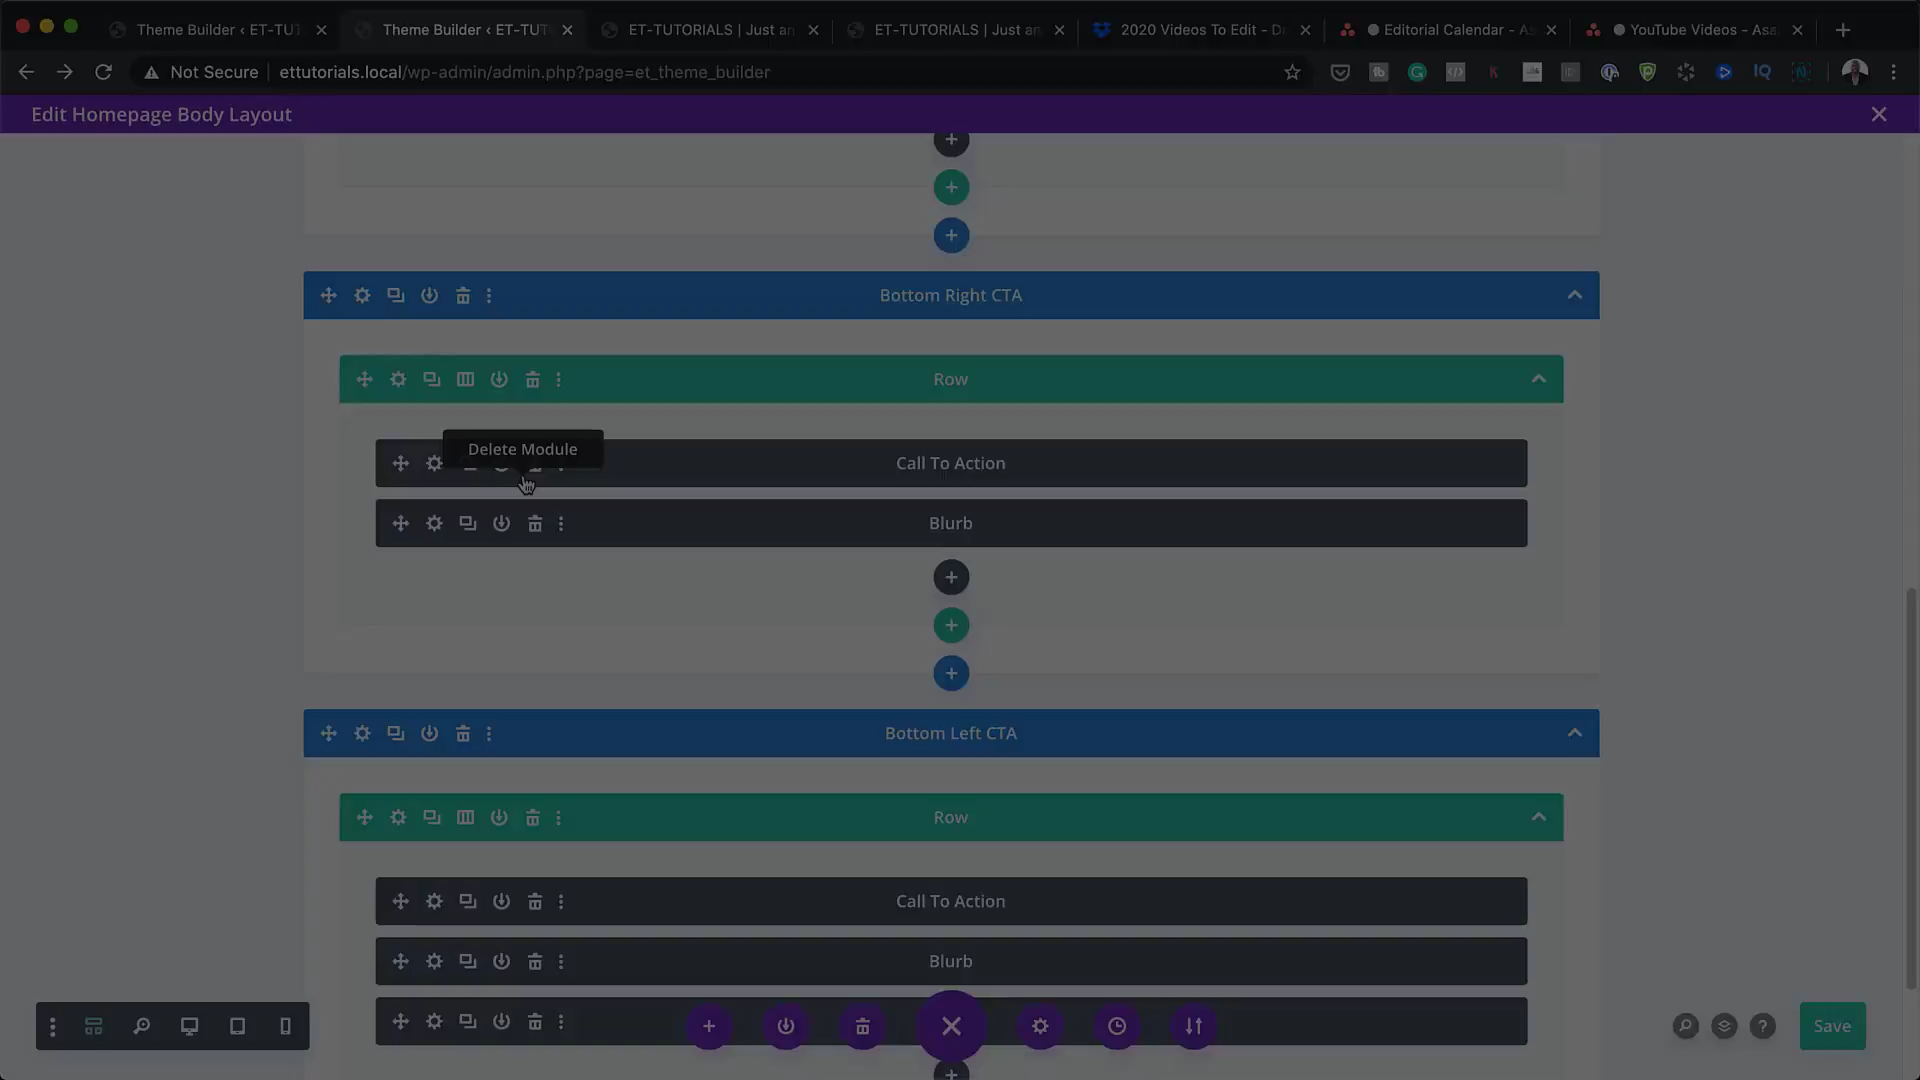 Theme Builder ‹ ET-TUT
Theme Builder ‹ ET-TUT
ET-TUTORIALS | Just an
ET-TUTORIALS | Just an
2020 Videos To Edit - D
Editorial Calendar - As
YouTube Videos - Asa
Not Secure
ettutorials.local/wp-admin/admin.php?page=et_theme_builder
IQ
Edit Homepage Body Layout
Bottom Right CTA
Row
Delete Module
Call To Action
Blurb
Bottom Left CTA
Row
Call To Action
Blurb
Save